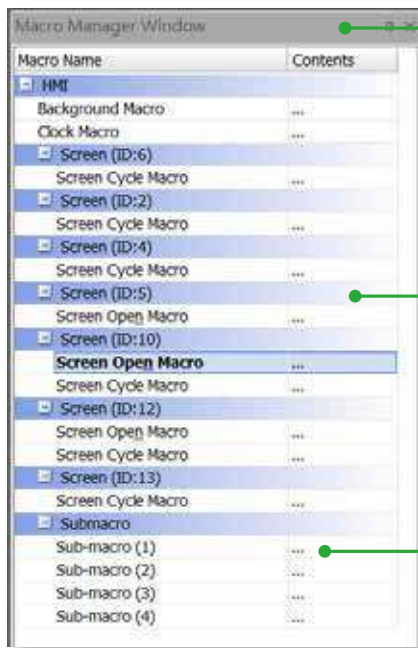 Macro Manager Window
Macro Name Contents
HMI
Background Macro ...
Clock Macro ...
Screen (ID:6)
Screen Cycle Macro ...
Screen (ID:2)
Screen Cycle Macro ...
Screen (ID:4)
Screen Cycle Macro ...
Screen (ID:5)
Screen Open Macro ...
Screen (ID:10)
Screen Open Macro ...
Screen Cycle Macro ...
Screen (ID:12)
Screen Open Macro ...
Screen Cycle Macro ...
Screen (ID:13)
Screen Cycle Macro ...
Submacro
Sub-macro (1) ...
Sub-macro (2) ...
Sub-macro (3) ...
Sub-macro (4) ...